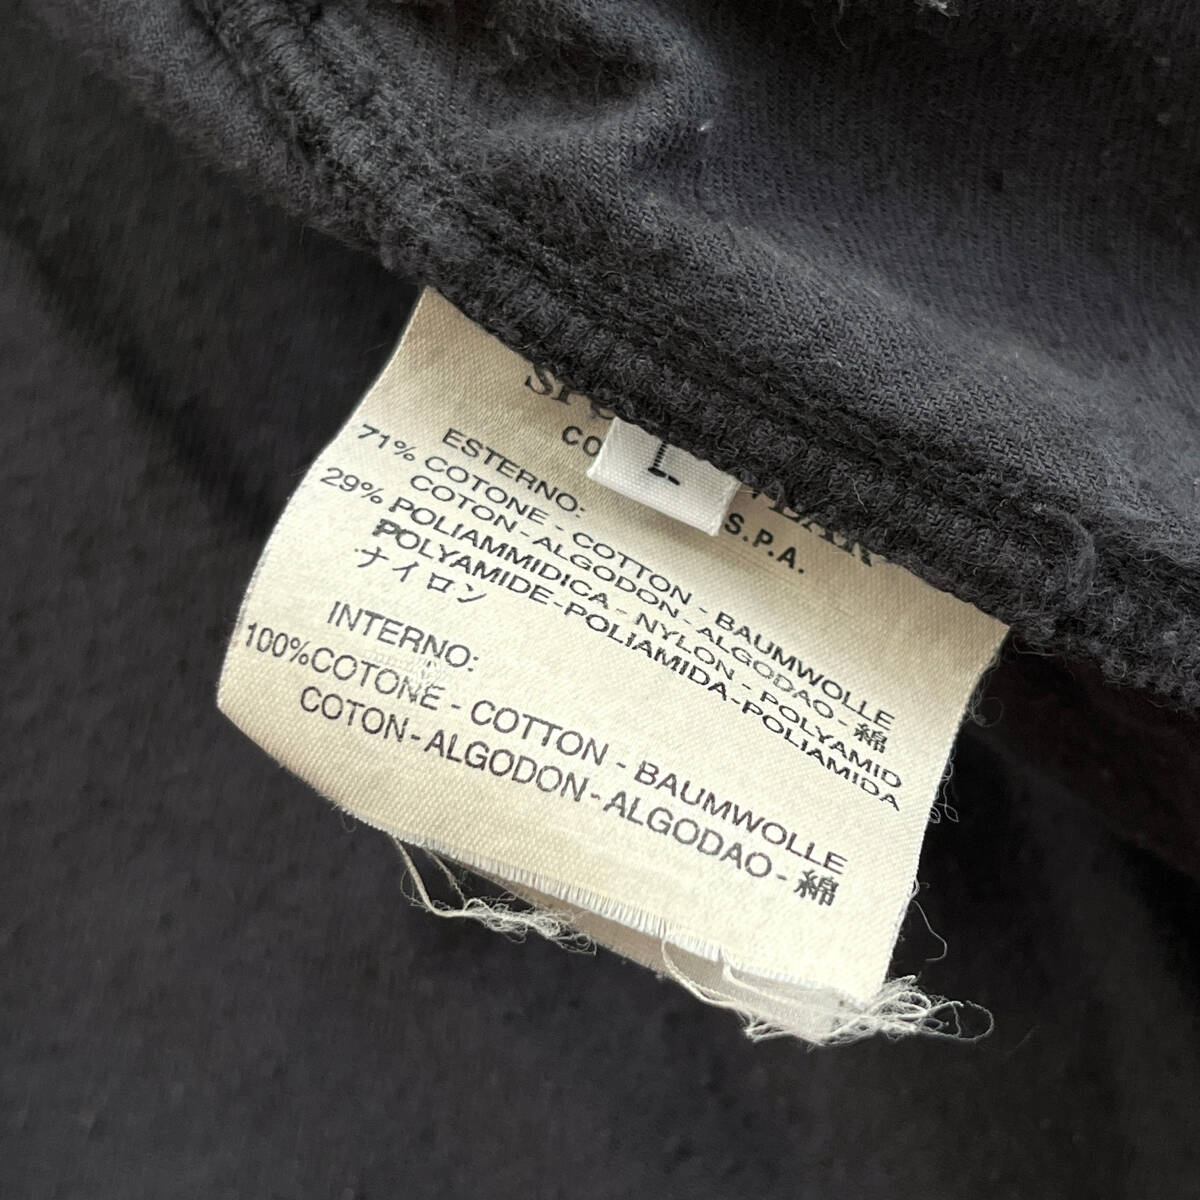 L
CO
S.P.A.
ESTERNO:
71% COTONE - COTTON - BAUMWOLLE
COTON - ALGODON - ALGODAO - 綿
29% POLIAMMIDICA - NYLON - POLYAMID
POLYAMIDE-POLIAMIDA-POLIAMIDA
ナイロン
INTERNO:
100%COTONE - COTTON - BAUMWOLLE
COTON-ALGODON-ALGODAO - 綿